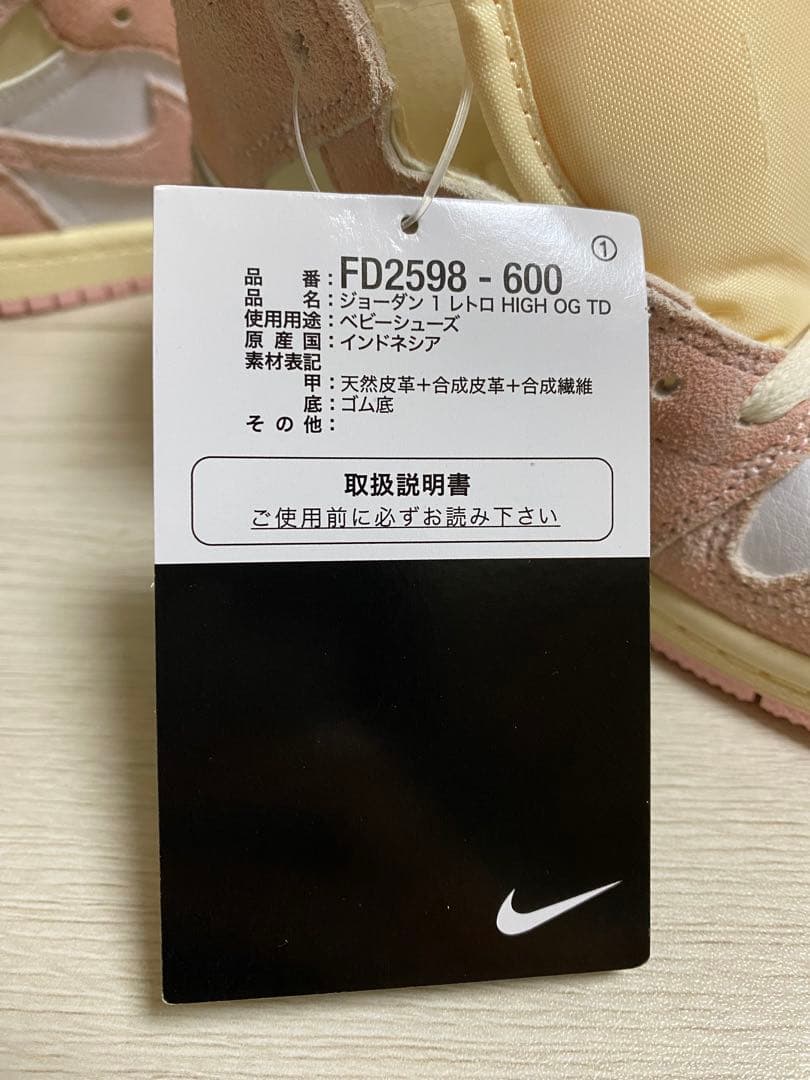 ①
品番：FD2598 - 600
品名：ジョーダン 1 レトロ HIGH OG TD
使用用途：ベビーシューズ
原産国：インドネシア
素材表記
甲：天然皮革＋合成皮革＋合成繊維
底：ゴム底
その他：
取扱説明書
ご使用前に必ずお読み下さい